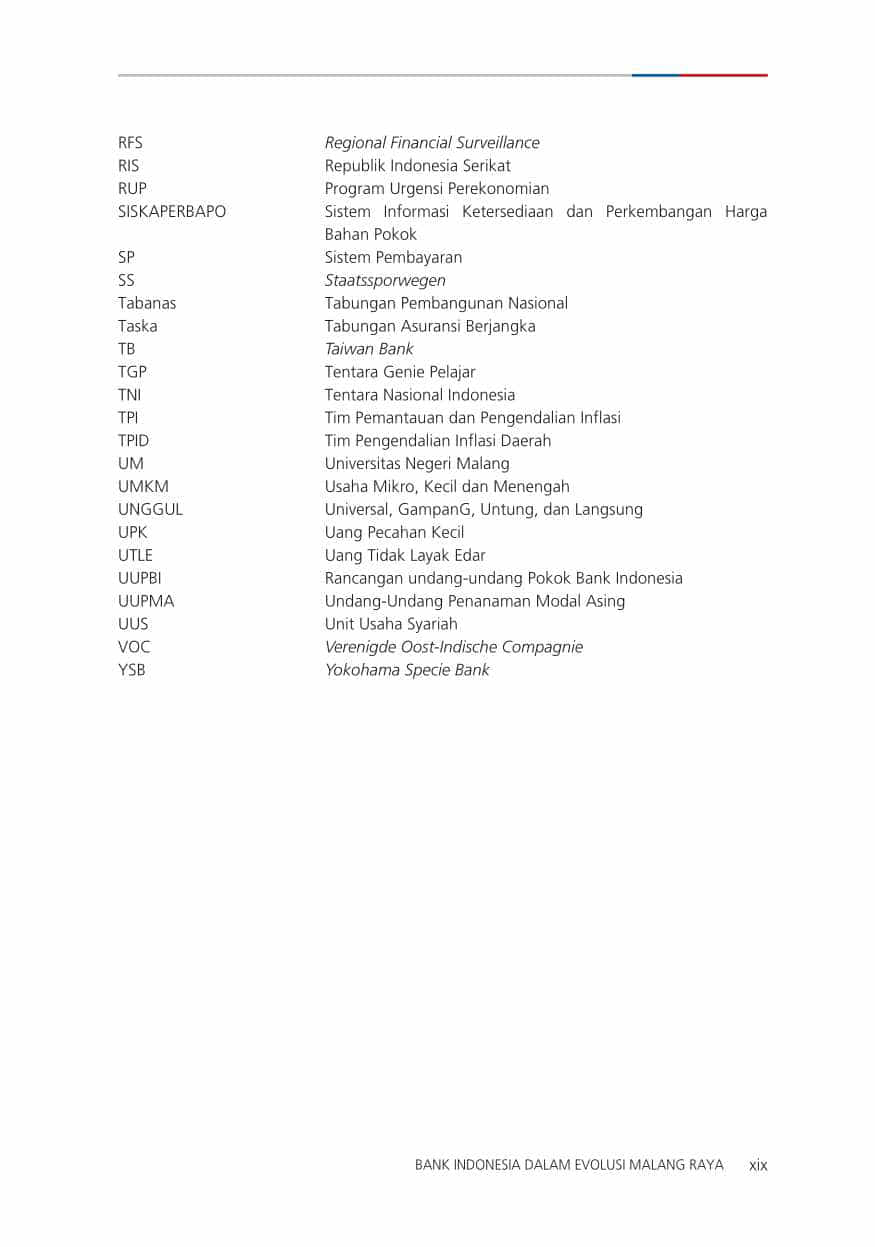 RFS Regional Financial Surveillance
RIS Republik Indonesia Serikat
RUP Program Urgensi Perekonomian
SISKAPERBAPO Sistem Informasi Ketersediaan dan Perkembangan Harga
Bahan Pokok
SP Sistem Pembayaran
SS Staatssporwegen
Tabanas Tabungan Pembangunan Nasional
Taska Tabungan Asuransi Berjangka
TB Taiwan Bank
TGP Tentara Genie Pelajar
TNI Tentara Nasional Indonesia
TPI Tim Pemantauan dan Pengendalian Inflasi
TPID Tim Pengendalian Inflasi Daerah
UM Universitas Negeri Malang
UMKM Usaha Mikro, Kecil dan Menengah
UNGGUL Universal, GampanG, Untung, dan Langsung
UPK Uang Pecahan Kecil
UTLE Uang Tidak Layak Edar
UUPBI Rancangan undang-undang Pokok Bank Indonesia
UUPMA Undang-Undang Penanaman Modal Asing
UUS Unit Usaha Syariah
VOC Verenigde Oost-Indische Compagnie
YSB Yokohama Specie Bank
BANK INDONESIA DALAM EVOLUSI MALANG RAYA xix